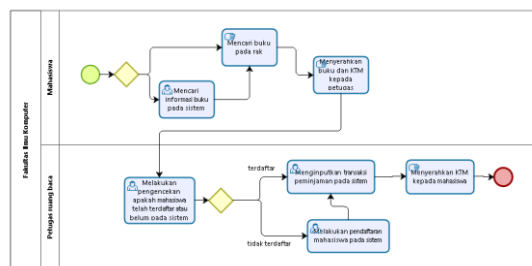 Fakultas Ilmu Komputer
Mahasiswa
Mencari buku
pada rak
Mencari
informasi buku
pada sistem
Menyerahkan
buku dan KTM
kepada
petugas
Petugas ruang baca
Melakukan
pengencekan
apakah mahasiswa
telah terdaftar atau
belum pada sistem
terdaftar
tidak terdaftar
Menginputkan transaksi
peminjaman pada sistem
Melakukan pendaftaran
mahasiswa pada sistem
Menyerahkan KTM
kepada mahasiswa